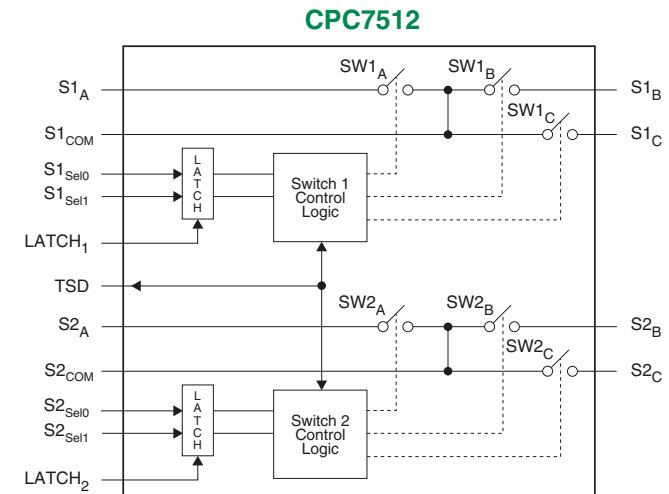 CPC7512
SW1A SW1B
S1A S1B
SW1C
S1COM S1C
S1Sel0
S1Sel1
LATCH
Switch 1
Control
Logic
LATCH1
TSD
SW2A SW2B
S2A S2B
SW2C
S2COM S2C
S2Sel0
S2Sel1
LATCH
Switch 2
Control
Logic
LATCH2